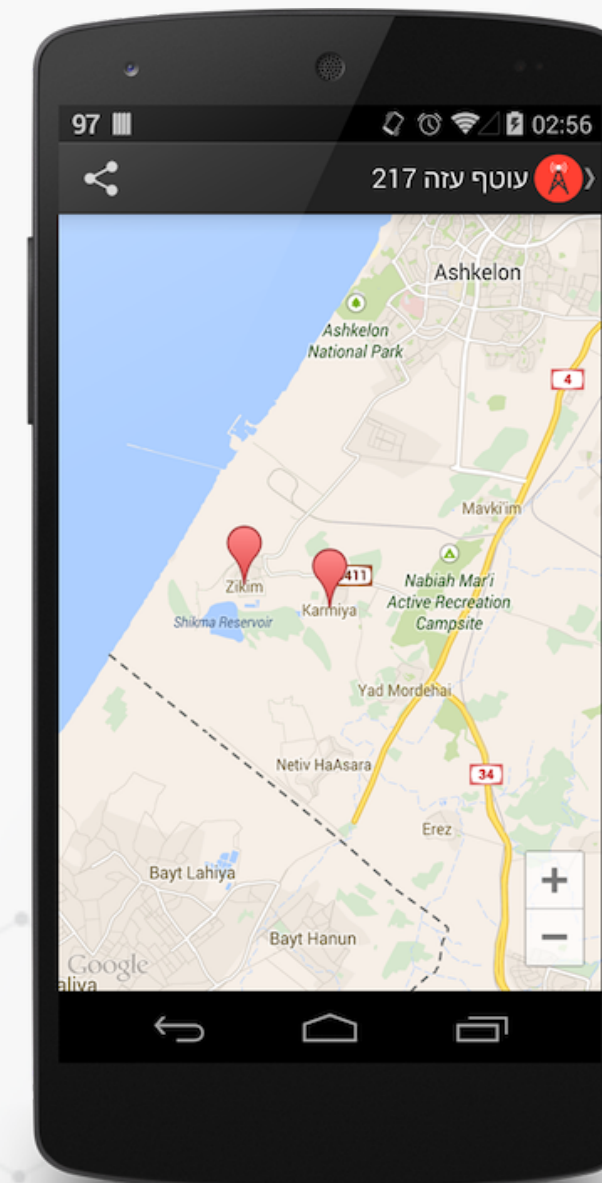 97
02:56
עוטף עזה 217
Ashkelon
Ashkelon
National Park
4
Mavki'im
Zikim
411
Karmiya
Nabiah Mar'i
Active Recreation
Campsite
Shikma Reservoir
Yad Mordehai
Netiv HaAsara
34
Erez
Bayt Lahiya
+
−
Bayt Hanun
Google
aliya